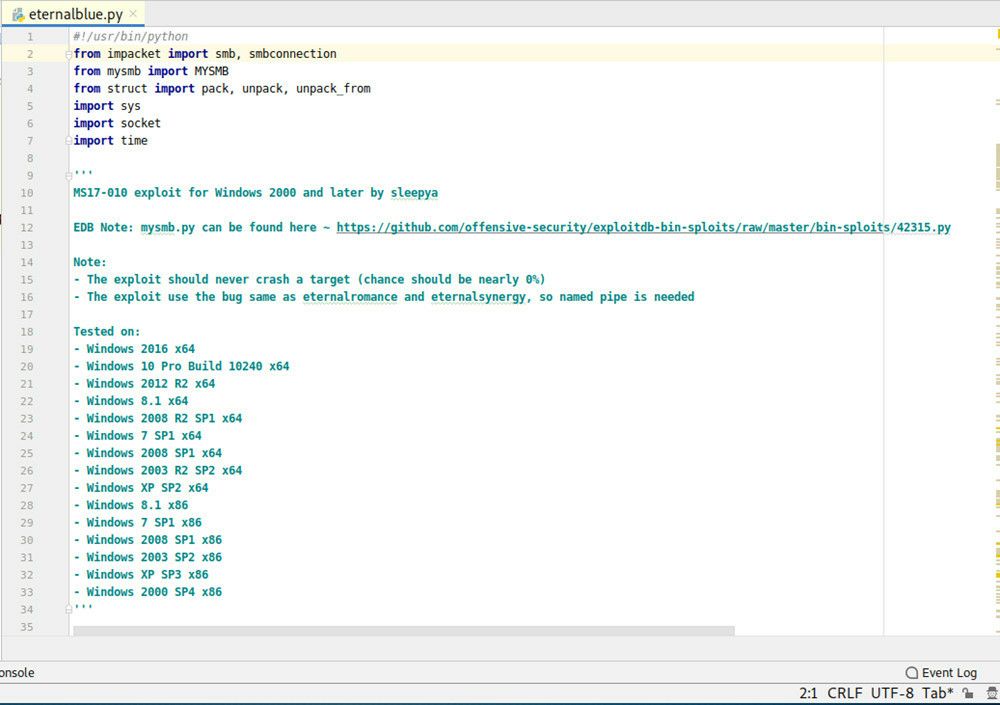 eternalblue.py
1 #!/usr/bin/python
2 from impacket import smb, smbconnection
3 from mysmb import MYSMB
4 from struct import pack, unpack, unpack_from
5 import sys
6 import socket
7 import time
8
9 '''
10 MS17-010 exploit for Windows 2000 and later by sleepya
11
12 EDB Note: mysmb.py can be found here ~ https://github.com/offensive-security/exploitdb-bin-sploits/raw/master/bin-sploits/42315.py
13
14 Note:
15 - The exploit should never crash a target (chance should be nearly 0%)
16 - The exploit use the bug same as eternalromance and eternalsynergy, so named pipe is needed
17
18 Tested on:
19 - Windows 2016 x64
20 - Windows 10 Pro Build 10240 x64
21 - Windows 2012 R2 x64
22 - Windows 8.1 x64
23 - Windows 2008 R2 SP1 x64
24 - Windows 7 SP1 x64
25 - Windows 2008 SP1 x64
26 - Windows 2003 R2 SP2 x64
27 - Windows XP SP2 x64
28 - Windows 8.1 x86
29 - Windows 7 SP1 x86
30 - Windows 2008 SP1 x86
31 - Windows 2003 SP2 x86
32 - Windows XP SP3 x86
33 - Windows 2000 SP4 x86
34 '''
35
onsole Event Log
2:1 CRLF UTF-8 Tab*